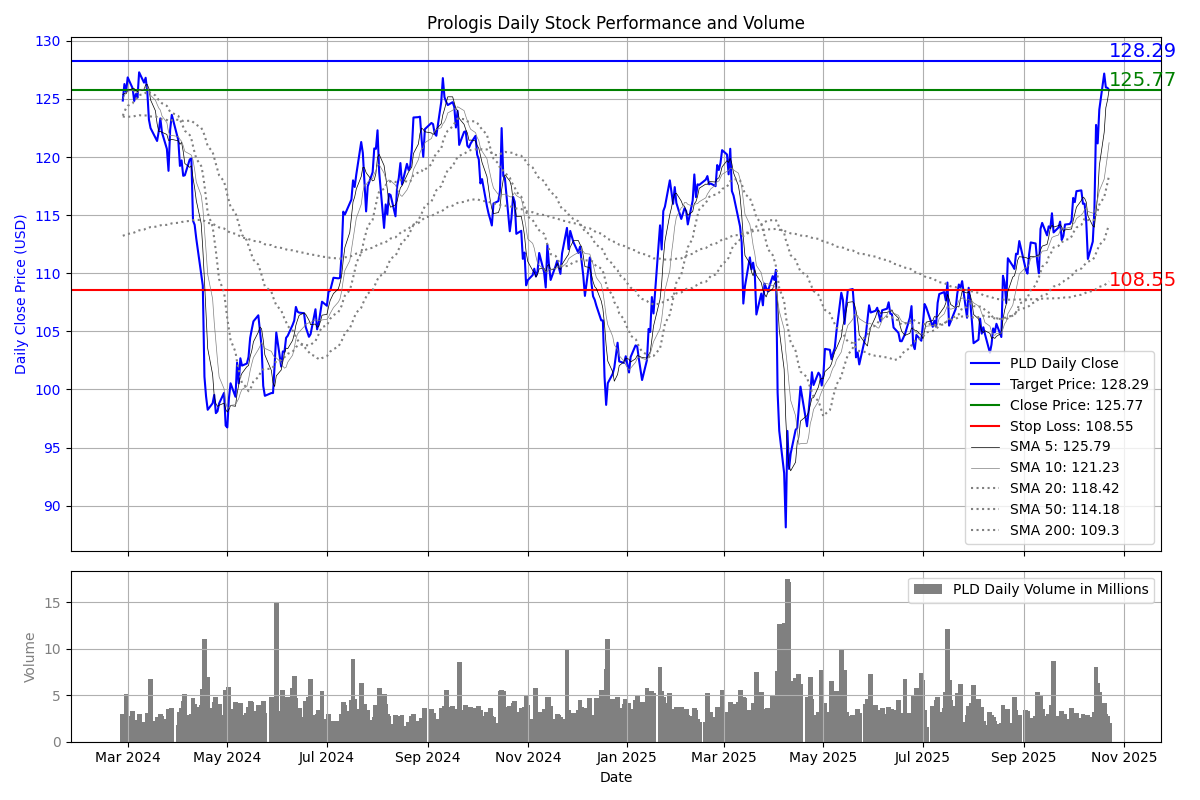 Prologis Daily Stock Performance and Volume
130
125
120
115
110
105
100
95
90
Daily Close Price (USD)
128.29
125.77
108.55
PLD Daily Close
Target Price: 128.29
Close Price: 125.77
Stop Loss: 108.55
SMA 5: 125.79
SMA 10: 121.23
SMA 20: 118.42
SMA 50: 114.18
SMA 200: 109.3
15
10
5
0
Volume
PLD Daily Volume in Millions
Mar 2024 May 2024 Jul 2024 Sep 2024 Nov 2024 Jan 2025 Mar 2025 May 2025 Jul 2025 Sep 2025 Nov 2025
Date